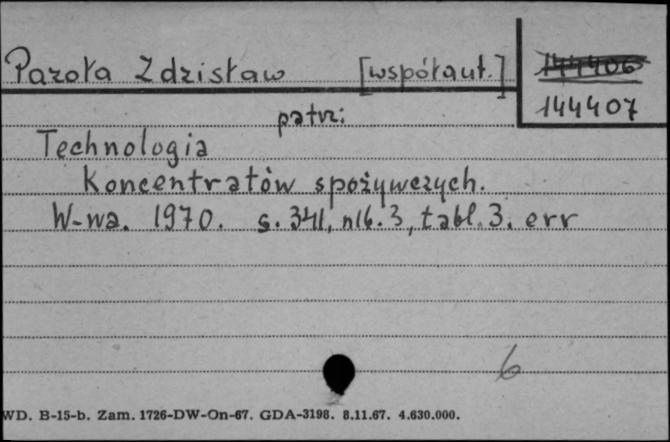 Pazoła Zdzisław [współaut.]
144406
144407
patrz:
Technologia
Koncentratów spożywczych.
W-wa. 1970. s. 341, nlb. 3, tabl. 3. err
6
WD. B-15-b. Zam. 1726-DW-On-67. GDA-3198. 8.11.67. 4.630.000.